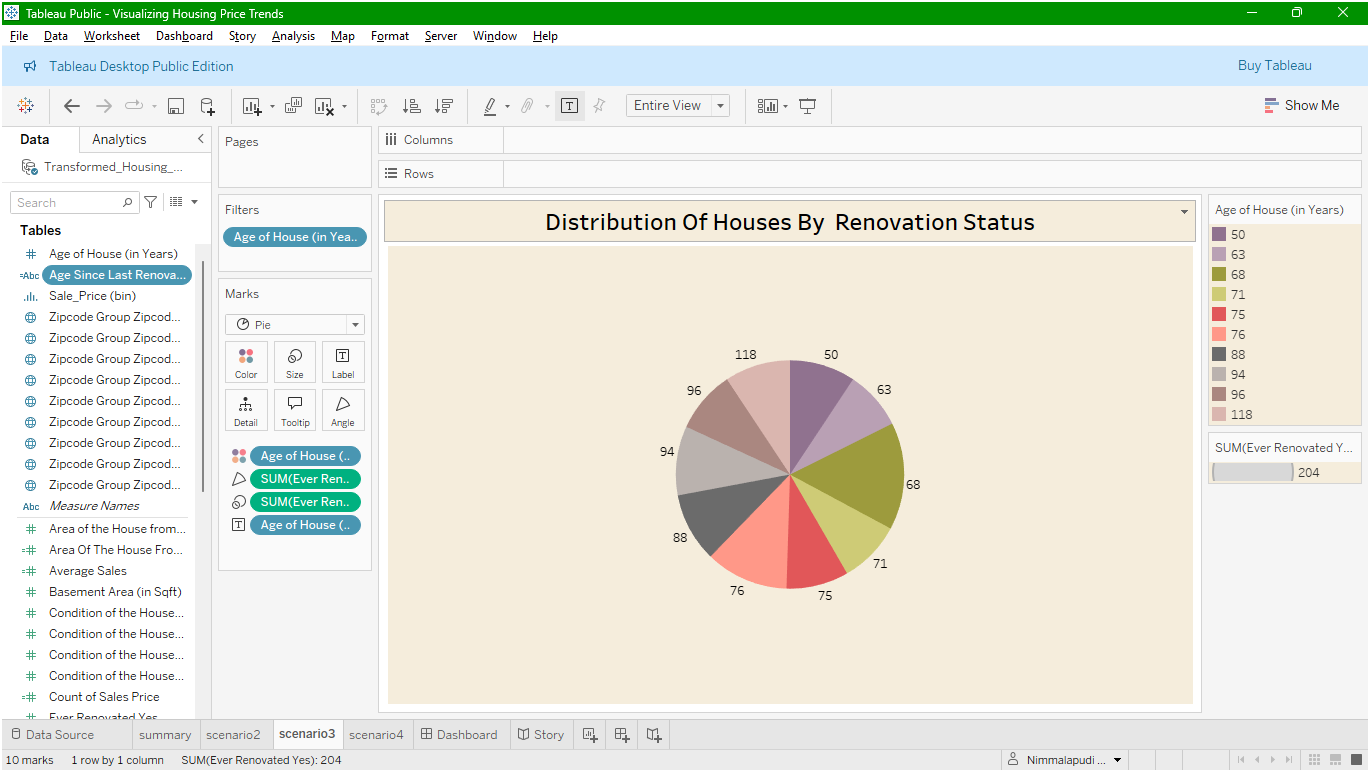 Tableau Public - Visualizing Housing Price Trends
File Data Worksheet Dashboard Story Analysis Map Format Server Window Help
Tableau Desktop Public Edition
Buy Tableau
Entire View
Show Me
Data
Analytics
Transformed_Housing_...
Search
Tables
Age of House (in Years)
=Abc Age Since Last Renova...
Sale_Price (bin)
Zipcode Group Zipcod...
Zipcode Group Zipcod...
Zipcode Group Zipcod...
Zipcode Group Zipcod...
Zipcode Group Zipcod...
Zipcode Group Zipcod...
Zipcode Group Zipcod...
Zipcode Group Zipcod...
Zipcode Group Zipcod...
Abc Measure Names
Area of the House from...
Area Of The House Fro...
Average Sales
Basement Area (in Sqft)
Condition of the House...
Condition of the House...
Condition of the House...
Condition of the House...
Count of Sales Price
Ever Renovated Yes
Pages
Filters
Age of House (in Yea..
Marks
Pie
Color
Size
Label
Detail
Tooltip
Angle
Age of House (..
SUM(Ever Ren..
SUM(Ever Ren..
Age of House (..
Columns
Rows
Distribution Of Houses By Renovation Status
118
50
96
63
94
68
88
71
76
75
Age of House (in Years)
50
63
68
71
75
76
88
94
96
118
SUM(Ever Renovated Y...
204
Data Source
summary
scenario2
scenario3
scenario4
Dashboard
Story
10 marks
1 row by 1 column
SUM(Ever Renovated Yes): 204
Nimmalapudi ...